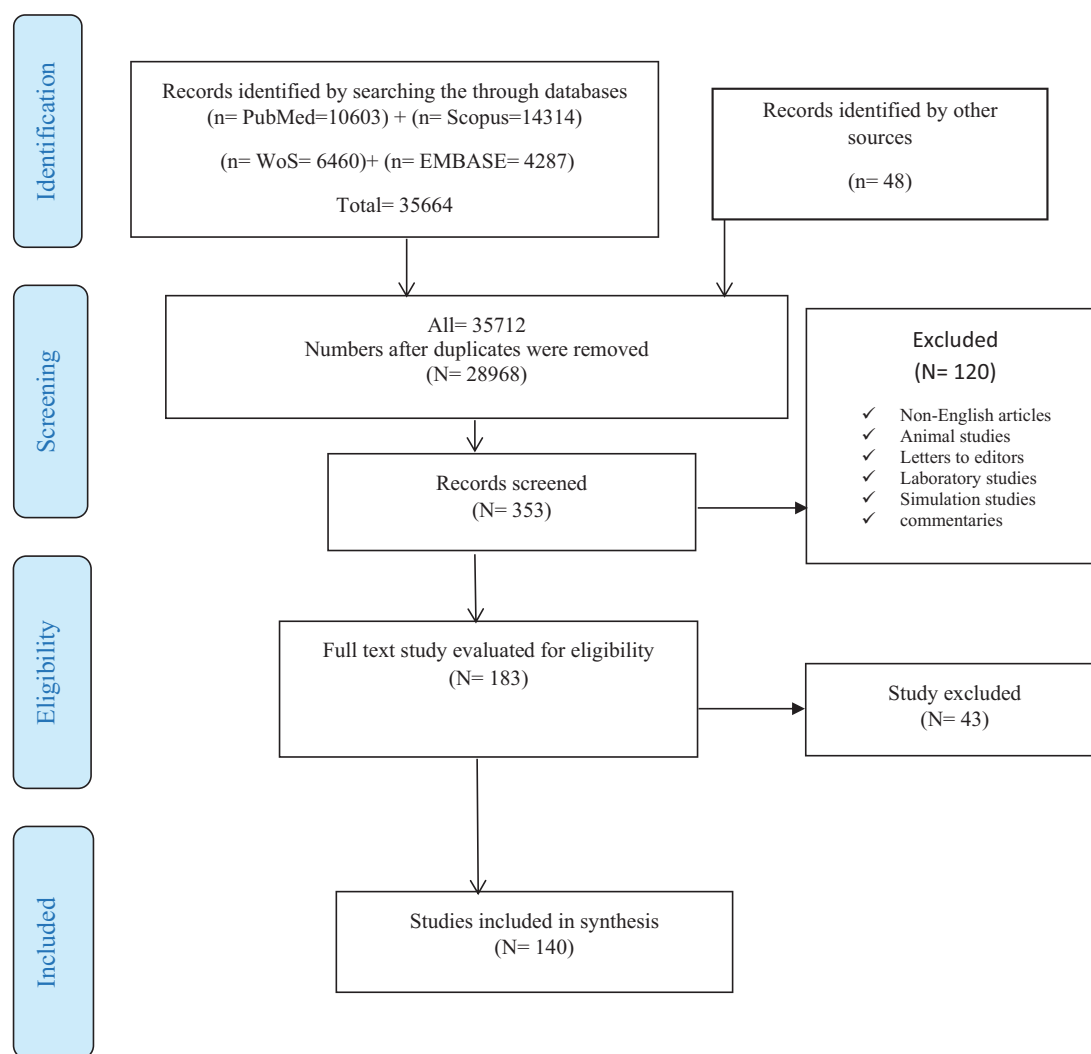 Identification
Records identified by searching the through databases
(n= PubMed=10603) + (n= Scopus=14314)
(n= WoS= 6460)+ (n= EMBASE= 4287)
Total= 35664
Records identified by other
sources
(n= 48)
Screening
All= 35712
Numbers after duplicates were removed
(N= 28968)
Records screened
(N= 353)
Excluded
(N= 120)
✓ Non-English articles
✓ Animal studies
✓ Letters to editors
✓ Laboratory studies
✓ Simulation studies
✓ commentaries
Eligibility
Full text study evaluated for eligibility
(N= 183)
Study excluded
(N= 43)
Included
Studies included in synthesis
(N= 140)